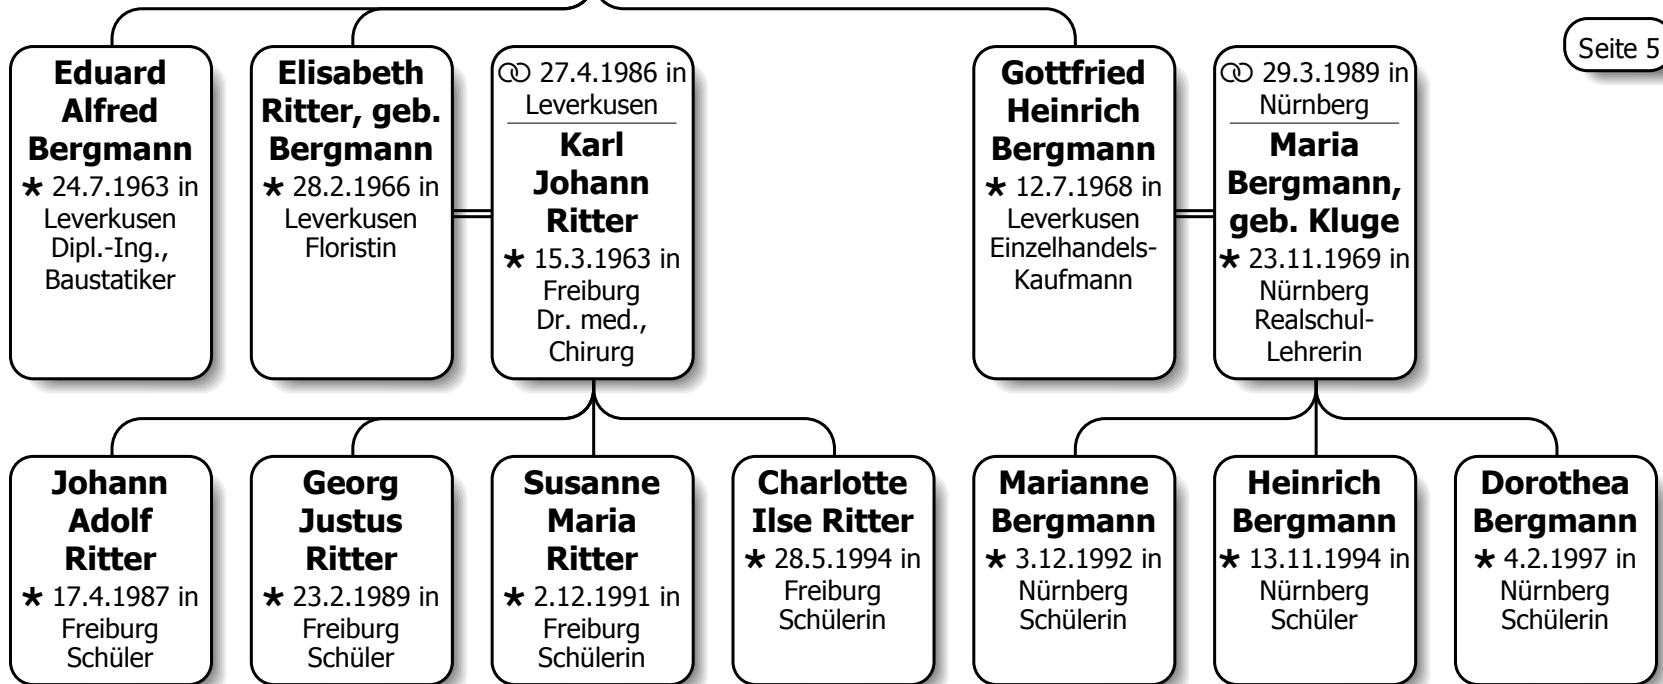 Seite 5
Eduard
Alfred
Bergmann
* 24.7.1963 in
Leverkusen
Dipl.-Ing.,
Baustatiker
Elisabeth
Ritter, geb.
Bergmann
* 28.2.1966 in
Leverkusen
Floristin
⚭ 27.4.1986 in
Leverkusen
Karl
Johann
Ritter
* 15.3.1963 in
Freiburg
Dr. med.,
Chirurg
Gottfried
Heinrich
Bergmann
* 12.7.1968 in
Leverkusen
Einzelhandels-
Kaufmann
⚭ 29.3.1989 in
Nürnberg
Maria
Bergmann,
geb. Kluge
* 23.11.1969 in
Nürnberg
Realschul-
Lehrerin
Johann
Adolf
Ritter
* 17.4.1987 in
Freiburg
Schüler
Georg
Justus
Ritter
* 23.2.1989 in
Freiburg
Schüler
Susanne
Maria
Ritter
* 2.12.1991 in
Freiburg
Schülerin
Charlotte
Ilse Ritter
* 28.5.1994 in
Freiburg
Schülerin
Marianne
Bergmann
* 3.12.1992 in
Nürnberg
Schülerin
Heinrich
Bergmann
* 13.11.1994 in
Nürnberg
Schüler
Dorothea
Bergmann
* 4.2.1997 in
Nürnberg
Schülerin